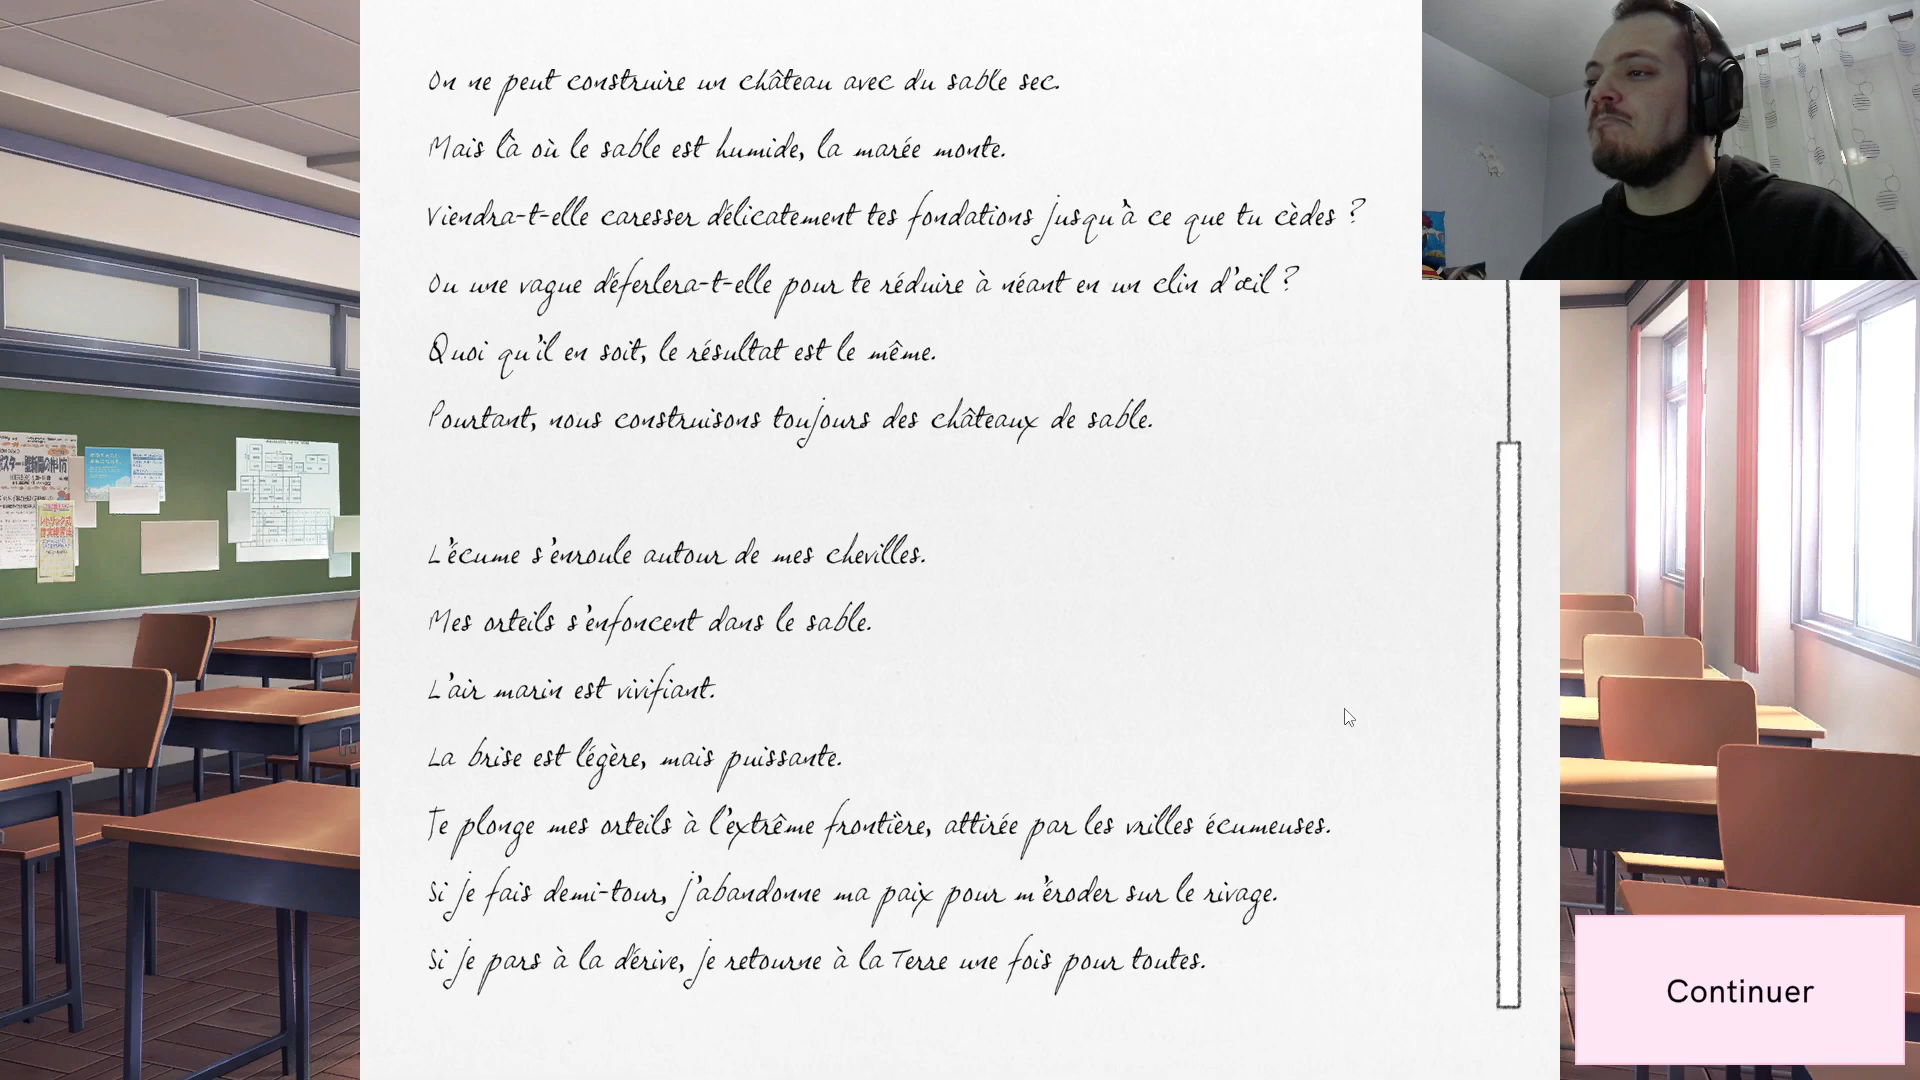 On ne peut construire un château avec du sable sec.
Mais là où le sable est humide, la marée monte.
Viendra-t-elle caresser délicatement tes fondations jusqu'à ce que tu cèdes ?
Ou une vague déferlera-t-elle pour te réduire à néant en un clin d'œil ?
Quoi qu'il en soit, le résultat est le même.
Pourtant, nous construisons toujours des châteaux de sable.
L'écume s'enroule autour de mes chevilles.
Mes orteils s'enfoncent dans le sable.
L'air marin est vivifiant.
La brise est légère, mais puissante.
Je plonge mes orteils à l'extrême frontière, attirée par les vrilles écumeuses.
Si je fais demi-tour, j'abandonne ma paix pour m'éroder sur le rivage.
Si je pars à la dérive, je retourne à la Terre une fois pour toutes.
Continuer